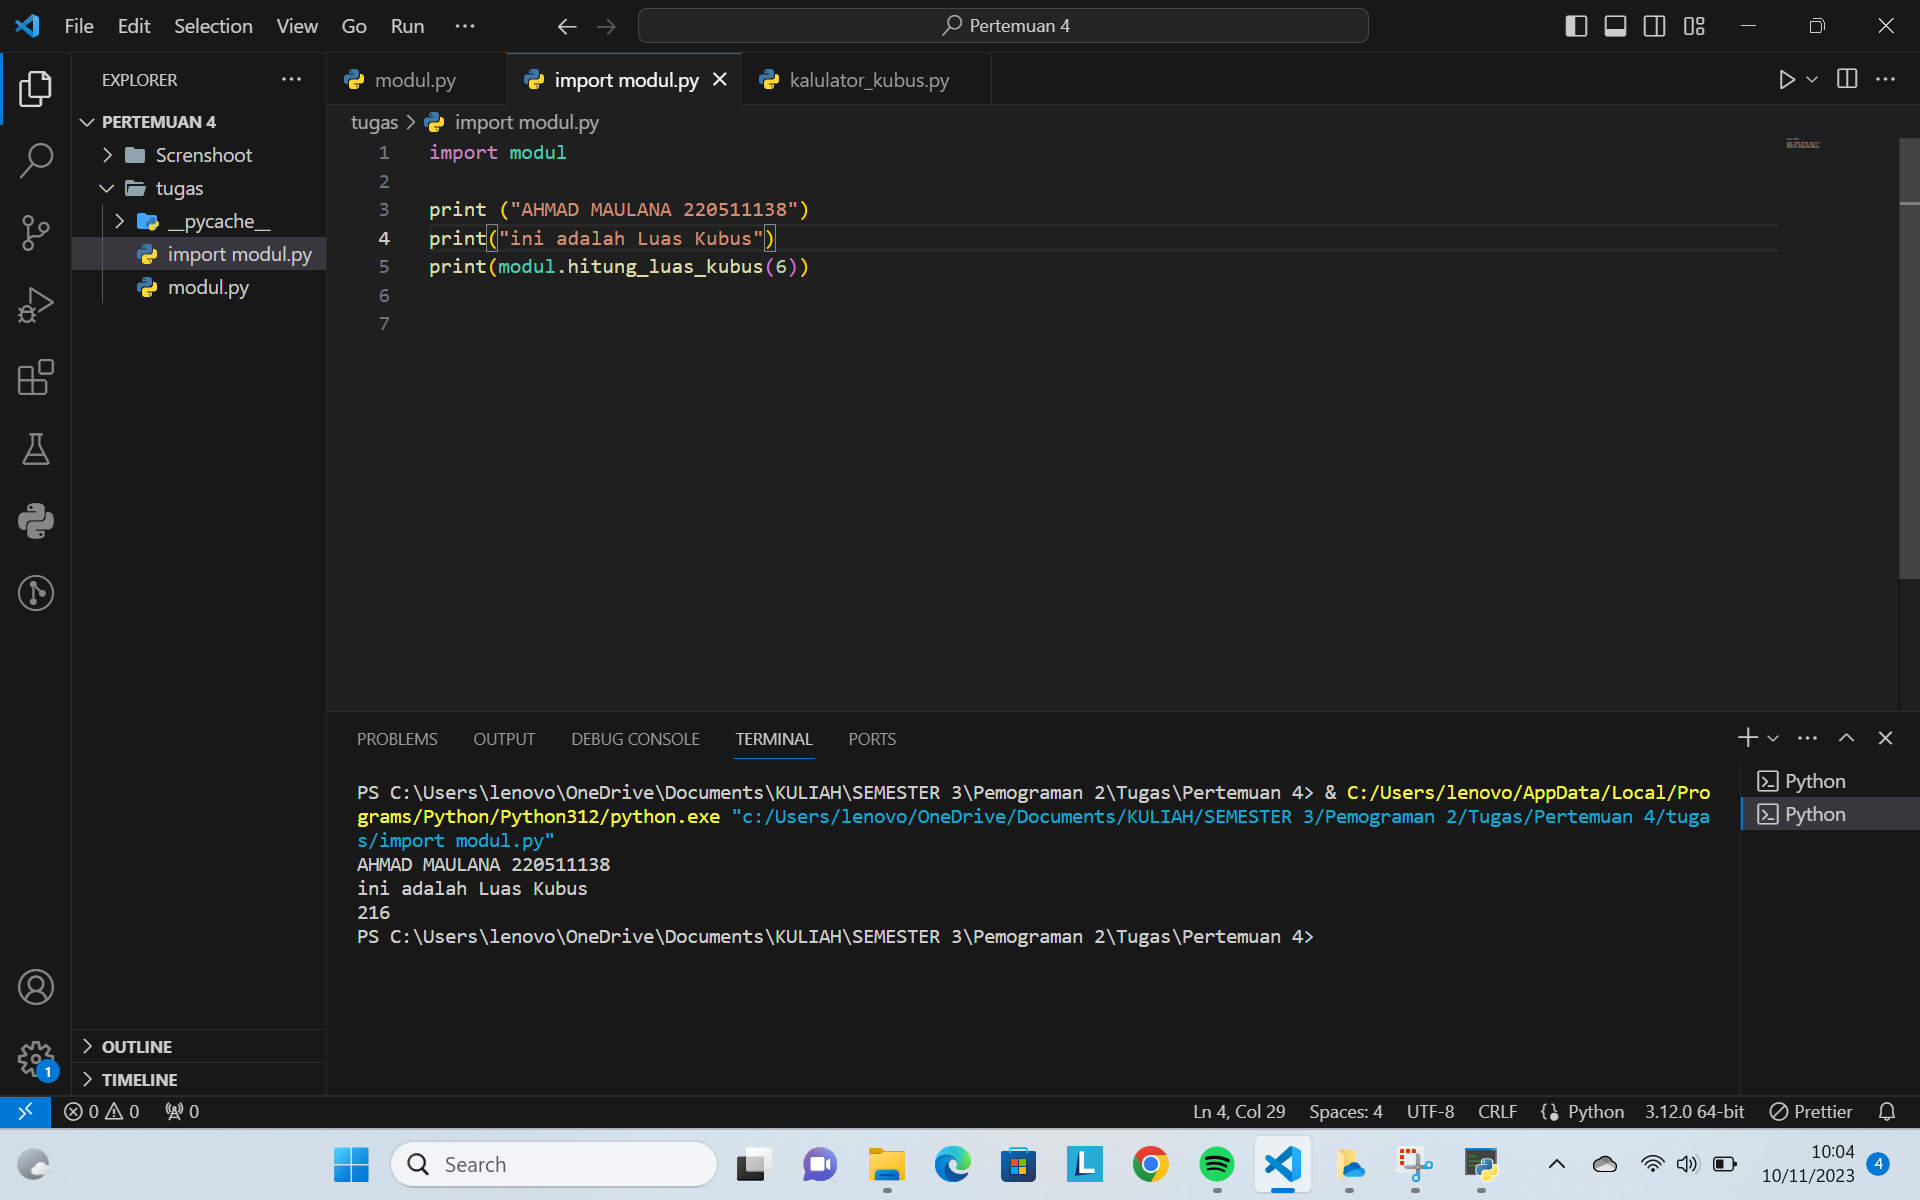 File Edit Selection View Go Run ··· Pertemuan 4
EXPLORER ···
modul.py import modul.py kalulator_kubus.py
PERTEMUAN 4
Screnshoot
tugas
__pycache__
import modul.py
modul.py
tugas > import modul.py
1 import modul
2
3 print ("AHMAD MAULANA 220511138")
4 print("ini adalah Luas Kubus")
5 print(modul.hitung_luas_kubus(6))
6
7
PROBLEMS OUTPUT DEBUG CONSOLE TERMINAL PORTS
PS C:\Users\lenovo\OneDrive\Documents\KULIAH\SEMESTER 3\Pemograman 2\Tugas\Pertemuan 4> & C:/Users/lenovo/AppData/Local/Pro
grams/Python/Python312/python.exe "c:/Users/lenovo/OneDrive/Documents/KULIAH/SEMESTER 3/Pemograman 2/Tugas/Pertemuan 4/tuga
s/import modul.py"
AHMAD MAULANA 220511138
ini adalah Luas Kubus
216
PS C:\Users\lenovo\OneDrive\Documents\KULIAH\SEMESTER 3\Pemograman 2\Tugas\Pertemuan 4>
Python
Python
OUTLINE
TIMELINE
1
0 0 0 Ln 4, Col 29 Spaces: 4 UTF-8 CRLF Python 3.12.0 64-bit Prettier
Search
L
10:04
10/11/2023
4